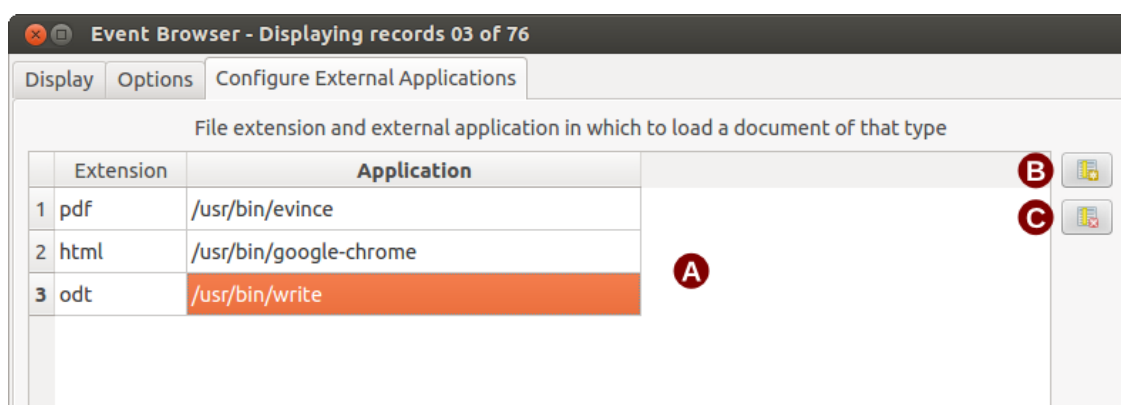 Event Browser - Displaying records 03 of 76
Display Options Configure External Applications
File extension and external application in which to load a document of that type
Extension Application B
1 pdf /usr/bin/evince C
2 html /usr/bin/google-chrome
A
3 odt /usr/bin/write